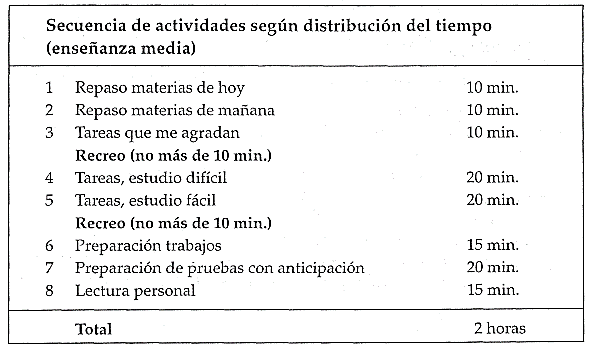 Secuencia de actividades según distribución del tiempo
(enseñanza media)
1 Repaso materias de hoy 10 min.
2 Repaso materias de mañana 10 min.
3 Tareas que me agradan 10 min.
Recreo (no más de 10 min.)
4 Tareas, estudio difícil 20 min.
5 Tareas, estudio fácil 20 min.
Recreo (no más de 10 min.)
6 Preparación trabajos 15 min.
7 Preparación de pruebas con anticipación 20 min.
8 Lectura personal 15 min.
Total 2 horas